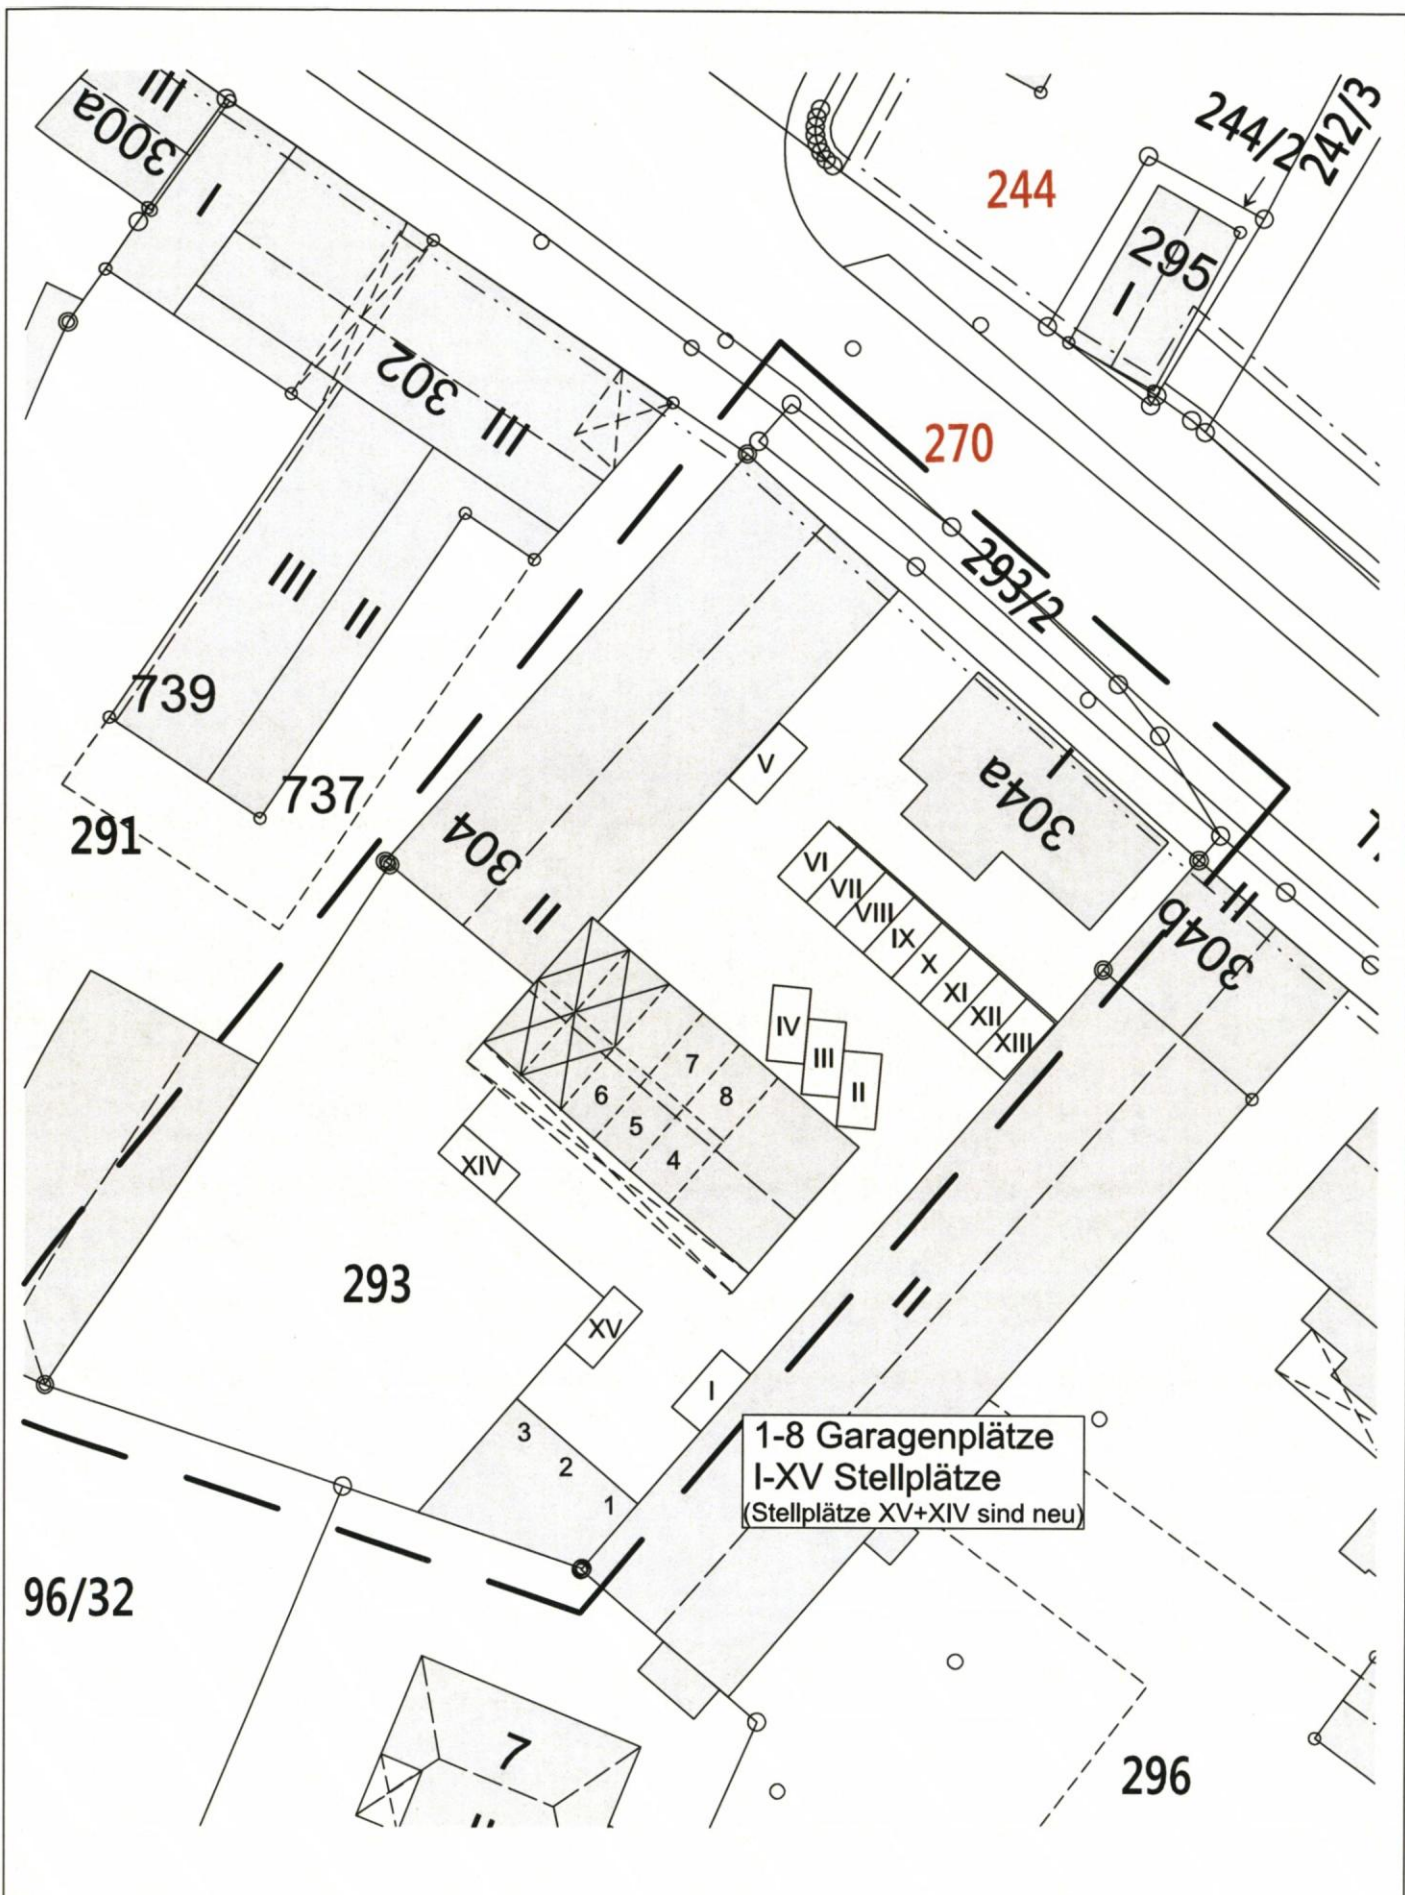 III
300a
I
244/2
242/3
244
295
I
302
III
270
293/2
III
II
739
737
291
V
304a
I
304
II
VI
VII
VIII
IX
X
XI
XII
XIII
II
304b
IV
III
II
7
8
6
5
4
XIV
293
XV
II
I
3
2
1
1-8 Garagenplätze
I-XV Stellplätze
(Stellplätze XV+XIV sind neu)
96/32
7
296